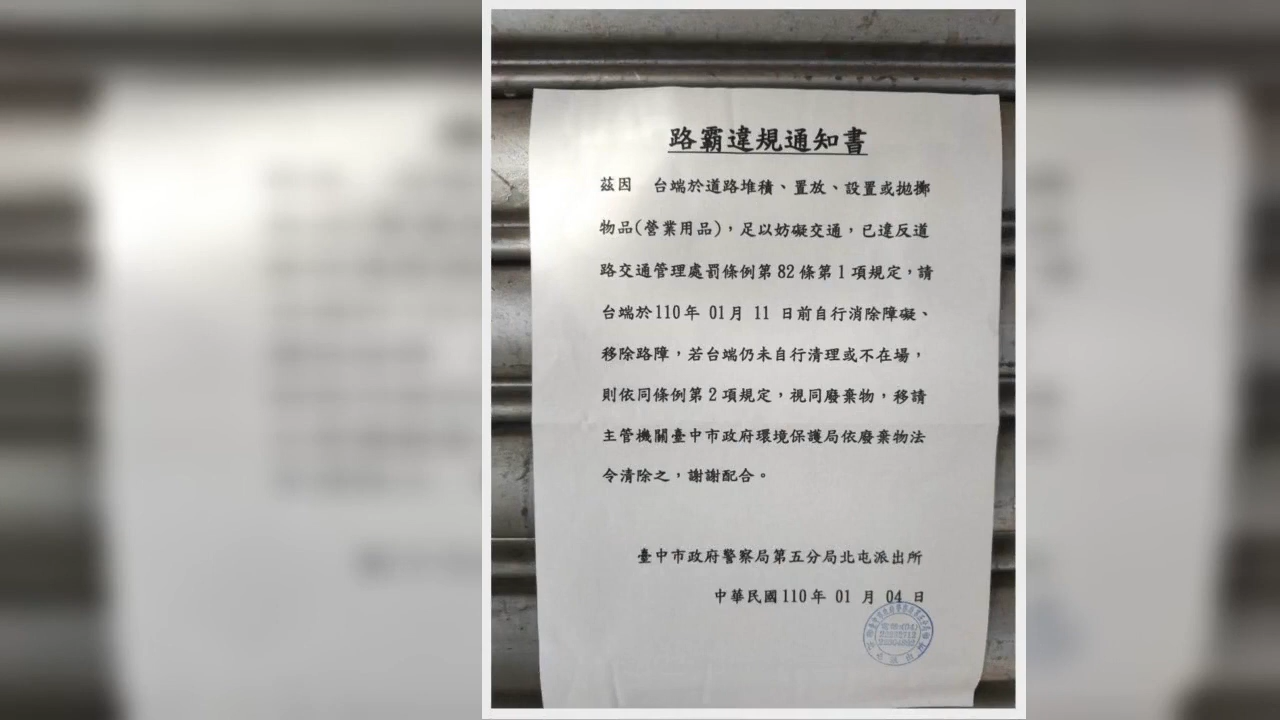 路霸違規通知書
茲因 台端於道路堆積、置放、設置或拋擲
物品(營業用品),足以妨礙交通,已違反道
路交通管理處罰條例第82條第1項規定,請
台端於110年 01月 11 日前自行消除障礙、
移除路障,若台端仍未自行清理或不在場,
則依同條例第2項規定,視同廢棄物,移請
主管機關臺中市政府環境保護局依廢棄物法
令清除之,謝謝配合。
臺中市政府警察局第五分局北屯派出所
中華民國110年 01 月 04 日